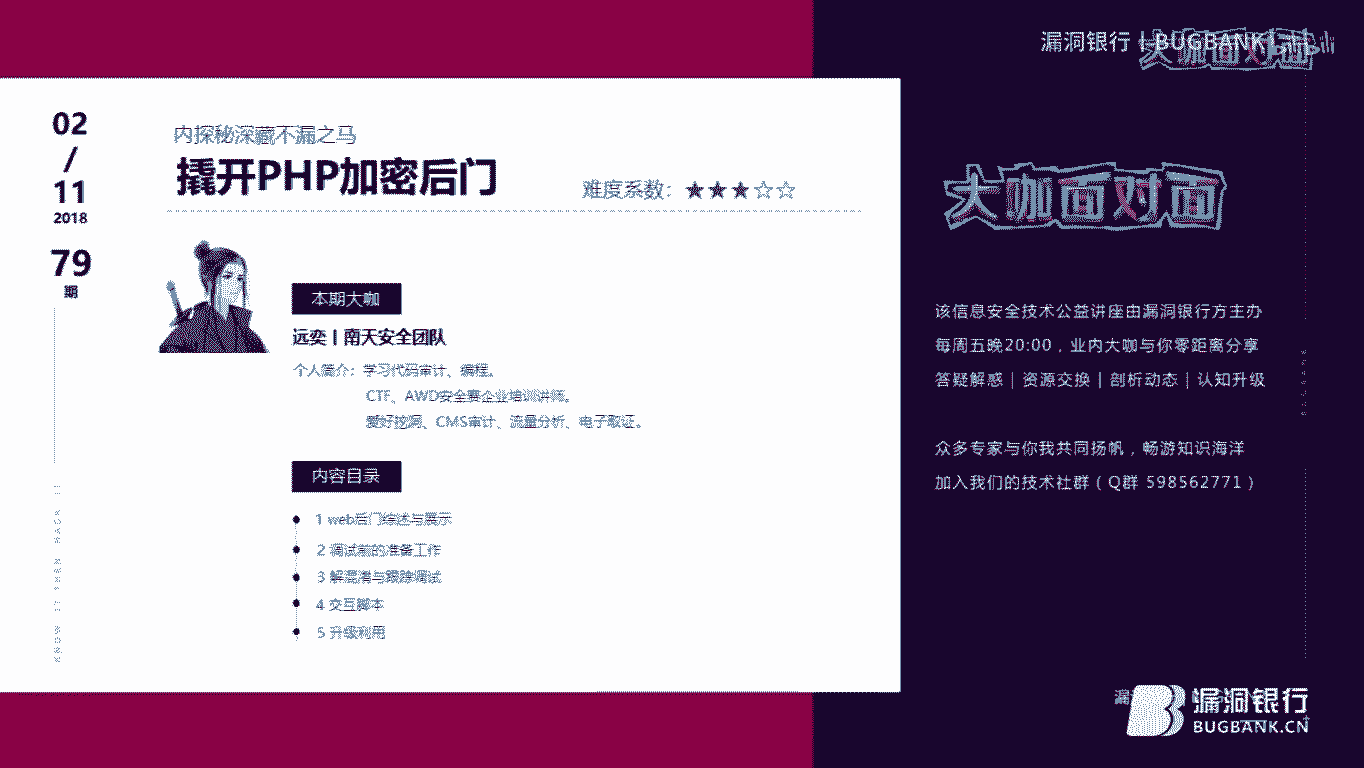 漏洞银行 | BUGBANK
大咖面对面
02
/
11
2018
79
期
内探秘深藏不漏之马
撬开PHP加密后门
难度系数：★★★☆☆
本期大咖
远奕 | 南天安全团队
个人简介：学习代码审计、编程。
CTF、AWD安全赛企业培训讲师。
爱好挖洞、CMS审计、流量分析、电子取证。
内容目录
1 web后门综述与展示
2 调试前的准备工作
3 解混淆与跟踪调试
4 交互脚本
5 升级利用
大咖面对面
该信息安全技术公益讲座由漏洞银行方主办
每周五晚20:00，业内大咖与你零距离分享
答疑解惑 | 资源交换 | 剖析动态 | 认知升级
众多专家与你我共同扬帆，畅游知识海洋
加入我们的技术社群（Q群 598562771）
漏洞银行
BUGBANK.CN